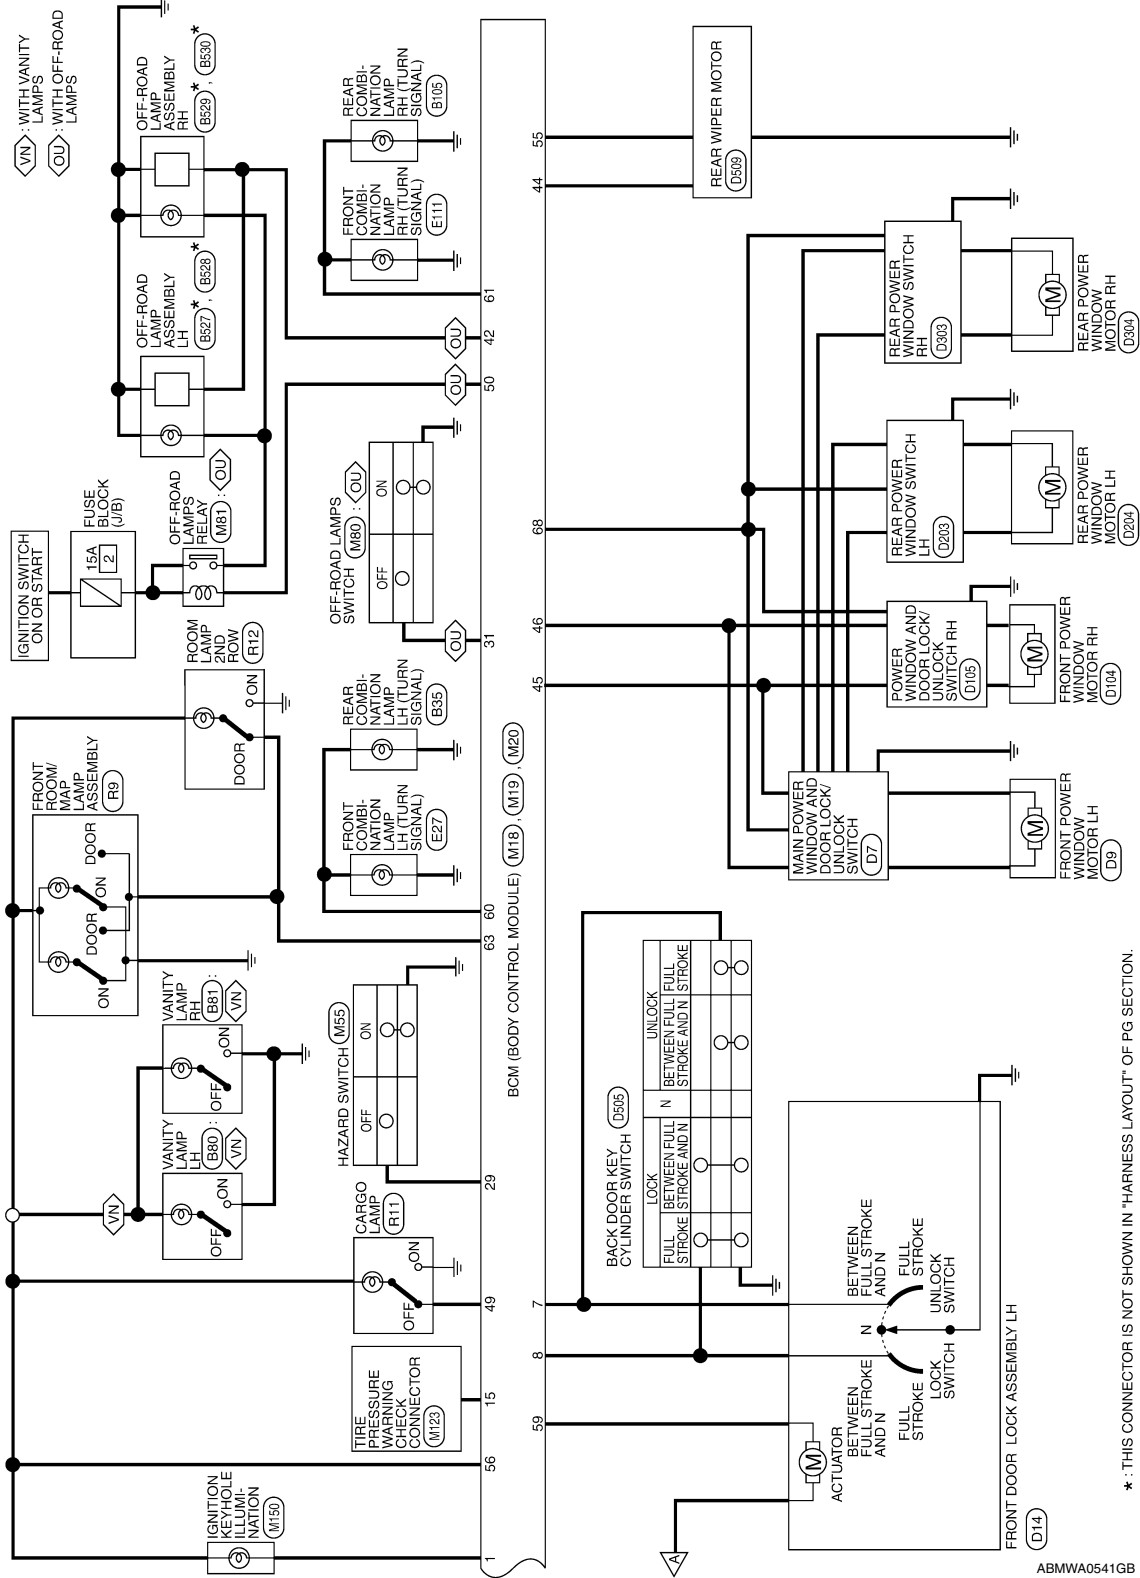 VN : WITH VANITY
LAMPS
OU : WITH OFF-ROAD
LAMPS
IGNITION SWITCH
ON OR START
FUSE
BLOCK
(J/B)
15A
2
OFF-ROAD
LAMPS
RELAY
M81 : OU
OFF-ROAD
LAMP
ASSEMBLY
LH
B527 * , B528 *
OFF-ROAD
LAMP
ASSEMBLY
RH
B529 * , B530 *
FRONT
ROOM/
MAP
LAMP
ASSEMBLY
R9
ON
DOOR
ON
DOOR
ROOM
LAMP
2ND
ROW
R12
DOOR
ON
VN
VANITY
LAMP
LH
B80 :
VN
OFF
ON
VANITY
LAMP
RH
B81 :
VN
OFF
ON
IGNITION
KEYHOLE
ILLUMI-
NATION
M150
TIRE
PRESSURE
WARNING
CHECK
CONNECTOR
M123
CARGO
LAMP
R11
OFF
ON
HAZARD SWITCH M55
OFF
ON
FRONT
COMBI-
NATION
LAMP
LH (TURN
SIGNAL)
E27
REAR
COMBI-
NATION
LAMP
LH (TURN
SIGNAL)
B35
OFF-ROAD LAMPS
SWITCH M80 : OU
OFF
ON
OU
OU
OU
FRONT
COMBI-
NATION
LAMP
RH (TURN
SIGNAL)
E111
REAR
COMBI-
NATION
LAMP
RH (TURN
SIGNAL)
B105
1
56
15
49
29
63
60
31
50
42
61
BCM (BODY CONTROL MODULE) M18 , M19 , M20
59
8
7
45
46
68
44
55
A
ACTUATOR
M
BETWEEN
FULL STROKE
AND N
FULL
STROKE
LOCK
SWITCH
N
BETWEEN
FULL STROKE
AND N
FULL
STROKE
UNLOCK
SWITCH
FRONT DOOR LOCK ASSEMBLY LH
D14
BACK DOOR KEY
CYLINDER SWITCH D505
LOCK
N
UNLOCK
FULL
STROKE
BETWEEN FULL
STROKE AND N
BETWEEN FULL
STROKE AND N
FULL
STROKE
MAIN POWER
WINDOW AND
DOOR LOCK/
UNLOCK
SWITCH
D7
M
FRONT POWER
WINDOW
MOTOR LH
D9
POWER
WINDOW AND
DOOR LOCK/
UNLOCK
SWITCH RH
D105
M
FRONT POWER
WINDOW
MOTOR RH
D104
REAR POWER
WINDOW SWITCH
LH
D203
M
REAR POWER
WINDOW
MOTOR LH
D204
REAR POWER
WINDOW SWITCH
RH
D303
M
REAR POWER
WINDOW
MOTOR RH
D304
REAR WIPER MOTOR
D509
* : THIS CONNECTOR IS NOT SHOWN IN "HARNESS LAYOUT" OF PG SECTION.
ABMWA0541GB